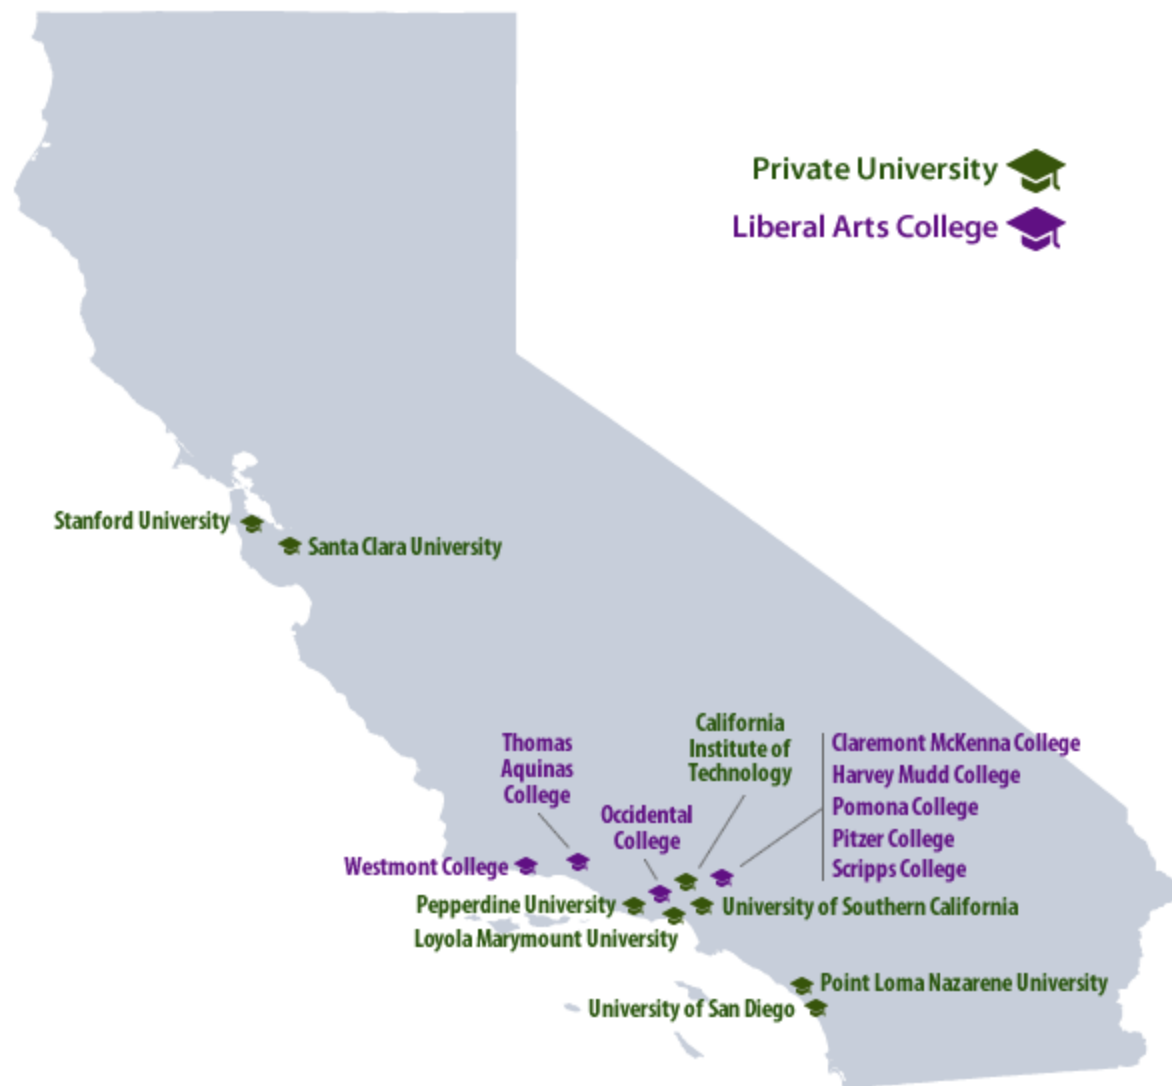 Private University
Liberal Arts College
Stanford University
Santa Clara University
California
Institute of
Technology
Thomas
Aquinas
College
Claremont McKenna College
Harvey Mudd College
Pomona College
Pitzer College
Scripps College
Occidental
College
Westmont College
Pepperdine University
University of Southern California
Loyola Marymount University
Point Loma Nazarene University
University of San Diego